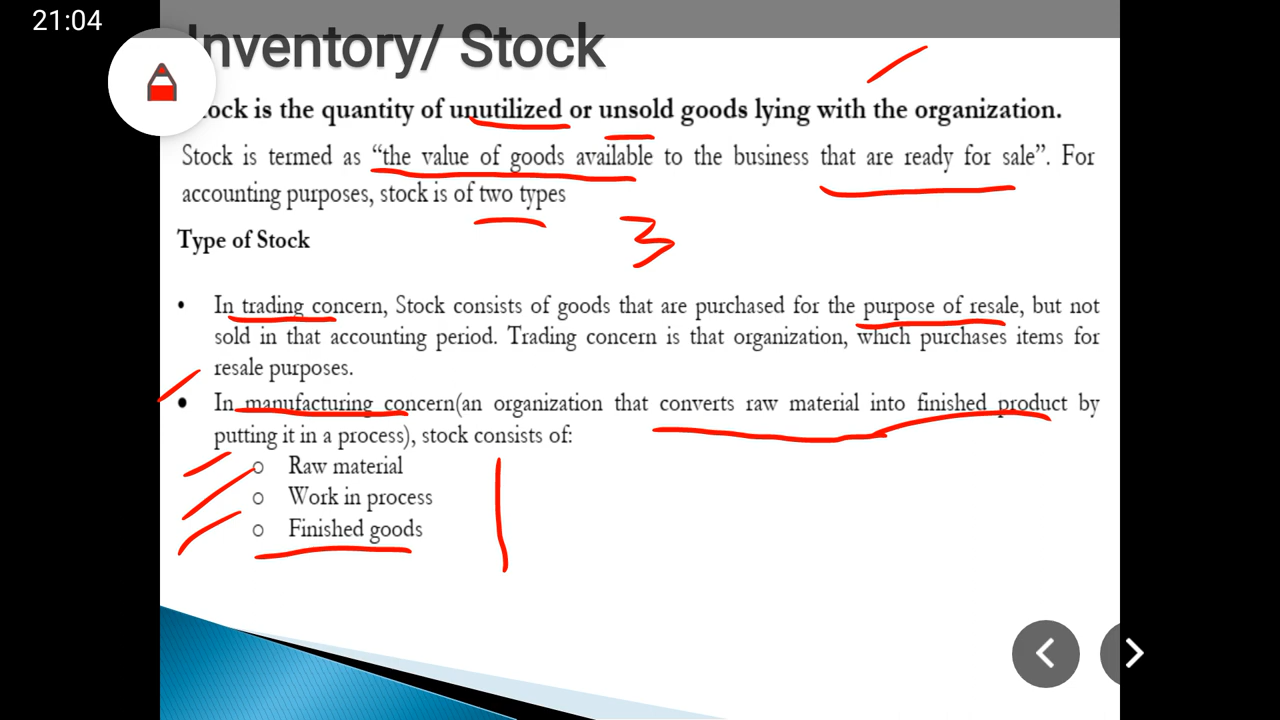 21:04
Inventory/ Stock
Stock is the quantity of unutilized or unsold goods lying with the organization.
Stock is termed as “the value of goods available to the business that are ready for sale”. For
accounting purposes, stock is of two types
3
Type of Stock
• In trading concern, Stock consists of goods that are purchased for the purpose of resale, but not
sold in that accounting period. Trading concern is that organization, which purchases items for
resale purposes.
• In manufacturing concern(an organization that converts raw material into finished product by
putting it in a process), stock consists of:
o Raw material
o Work in process
o Finished goods